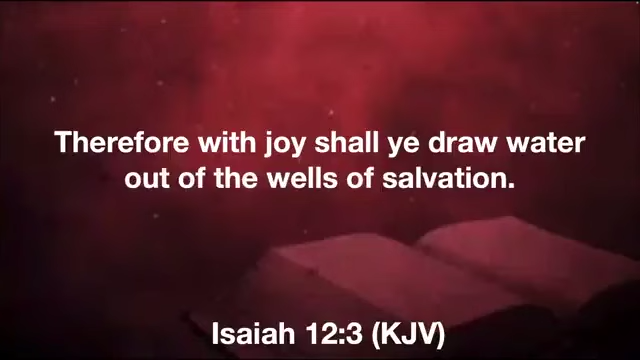 Therefore with joy shall ye draw water
out of the wells of salvation.
Isaiah 12:3 (KJV)